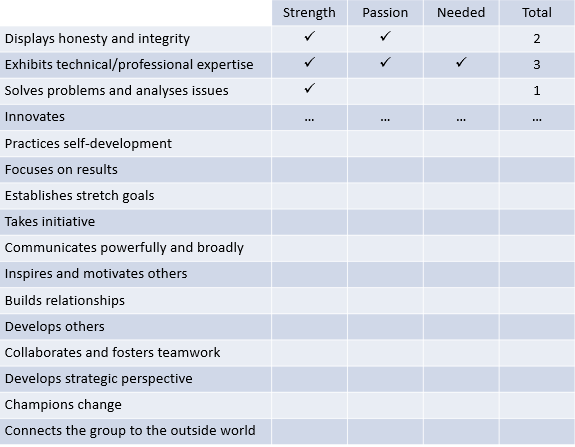 Strength Passion Needed Total
Displays honesty and integrity ✓ ✓ 2
Exhibits technical/professional expertise ✓ ✓ ✓ 3
Solves problems and analyses issues ✓ 1
Innovates ... ... ... ...
Practices self-development
Focuses on results
Establishes stretch goals
Takes initiative
Communicates powerfully and broadly
Inspires and motivates others
Builds relationships
Develops others
Collaborates and fosters teamwork
Develops strategic perspective
Champions change
Connects the group to the outside world